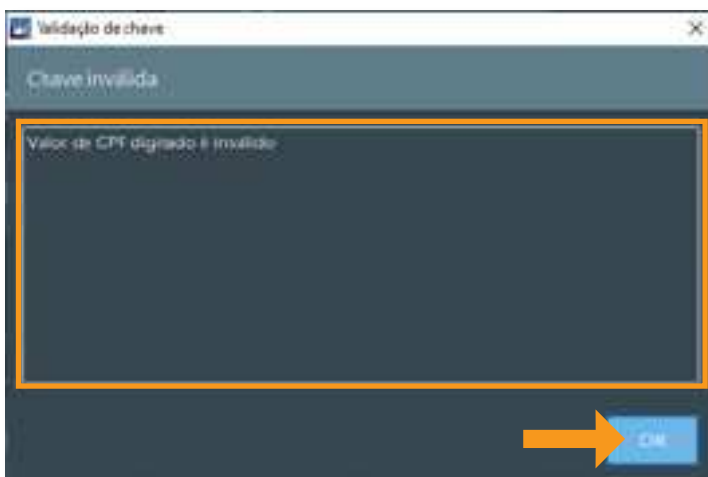 Validação de chave
Chave inválida
Valor de CPF digitado é inválido
OK